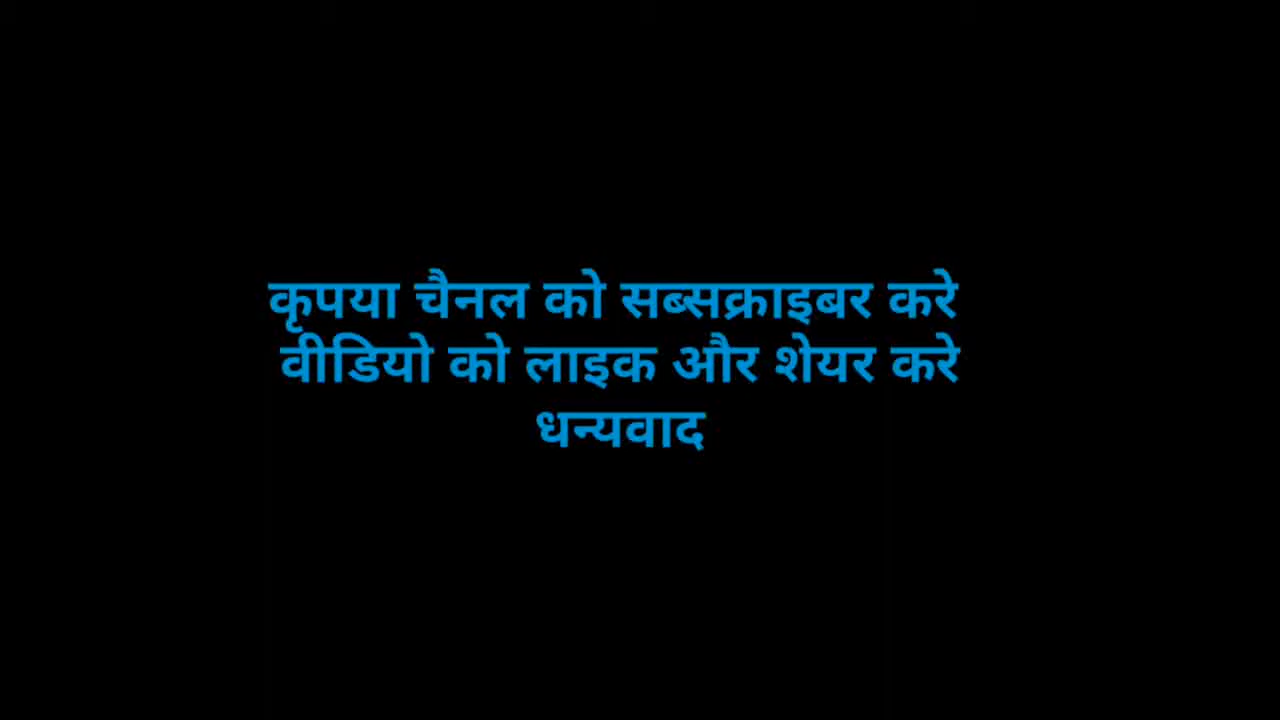 कृपया चैनल को सब्सक्राइबर करे
वीडियो को लाइक और शेयर करे
धन्यवाद